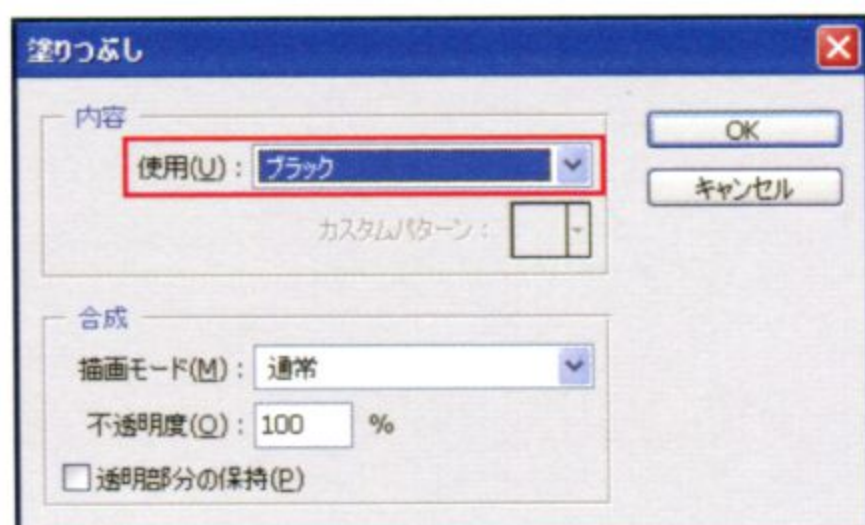 塗りつぶし
内容
使用(U) : ブラック
カスタムパターン :
OK
キャンセル
合成
描画モード(M) : 通常
不透明度(O) : 100 %
透明部分の保持(P)